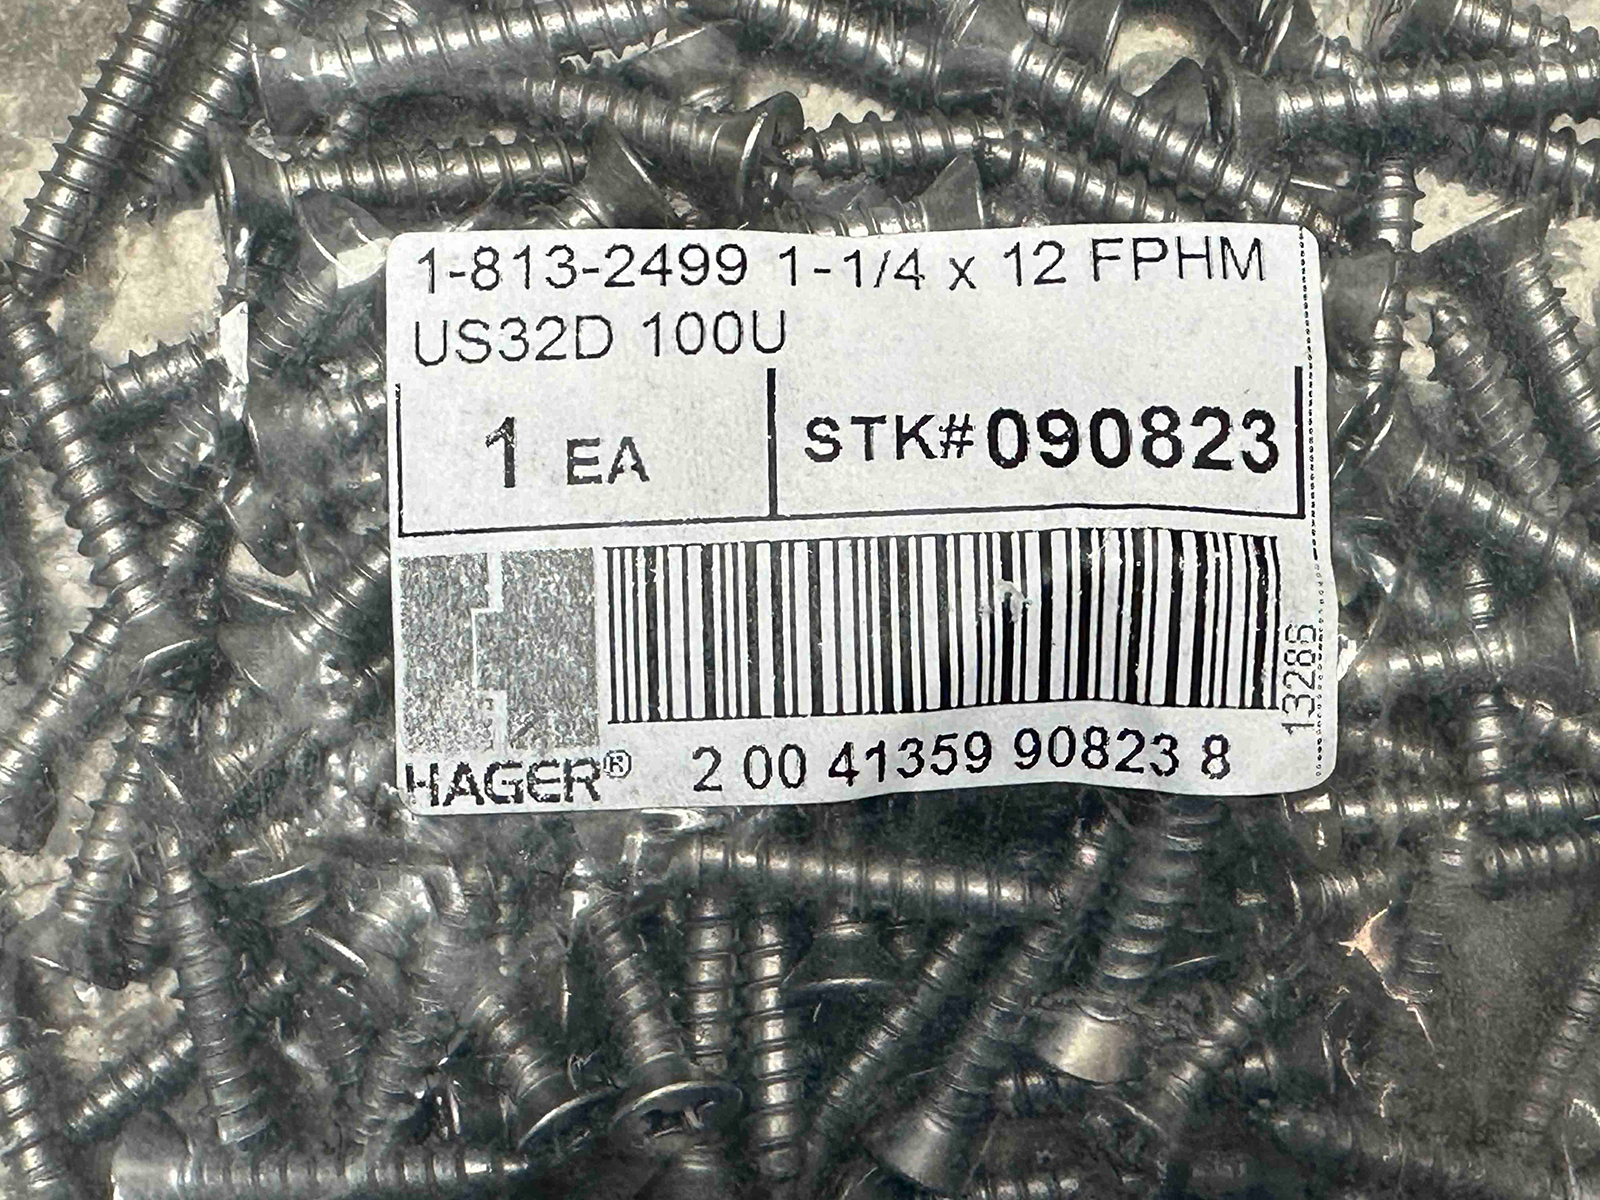 1-813-2499 1-1/4 x 12 FPHM
US32D 100U
1 EA
STK#090823
13286
HAGER®
2 00 41359 90823 8